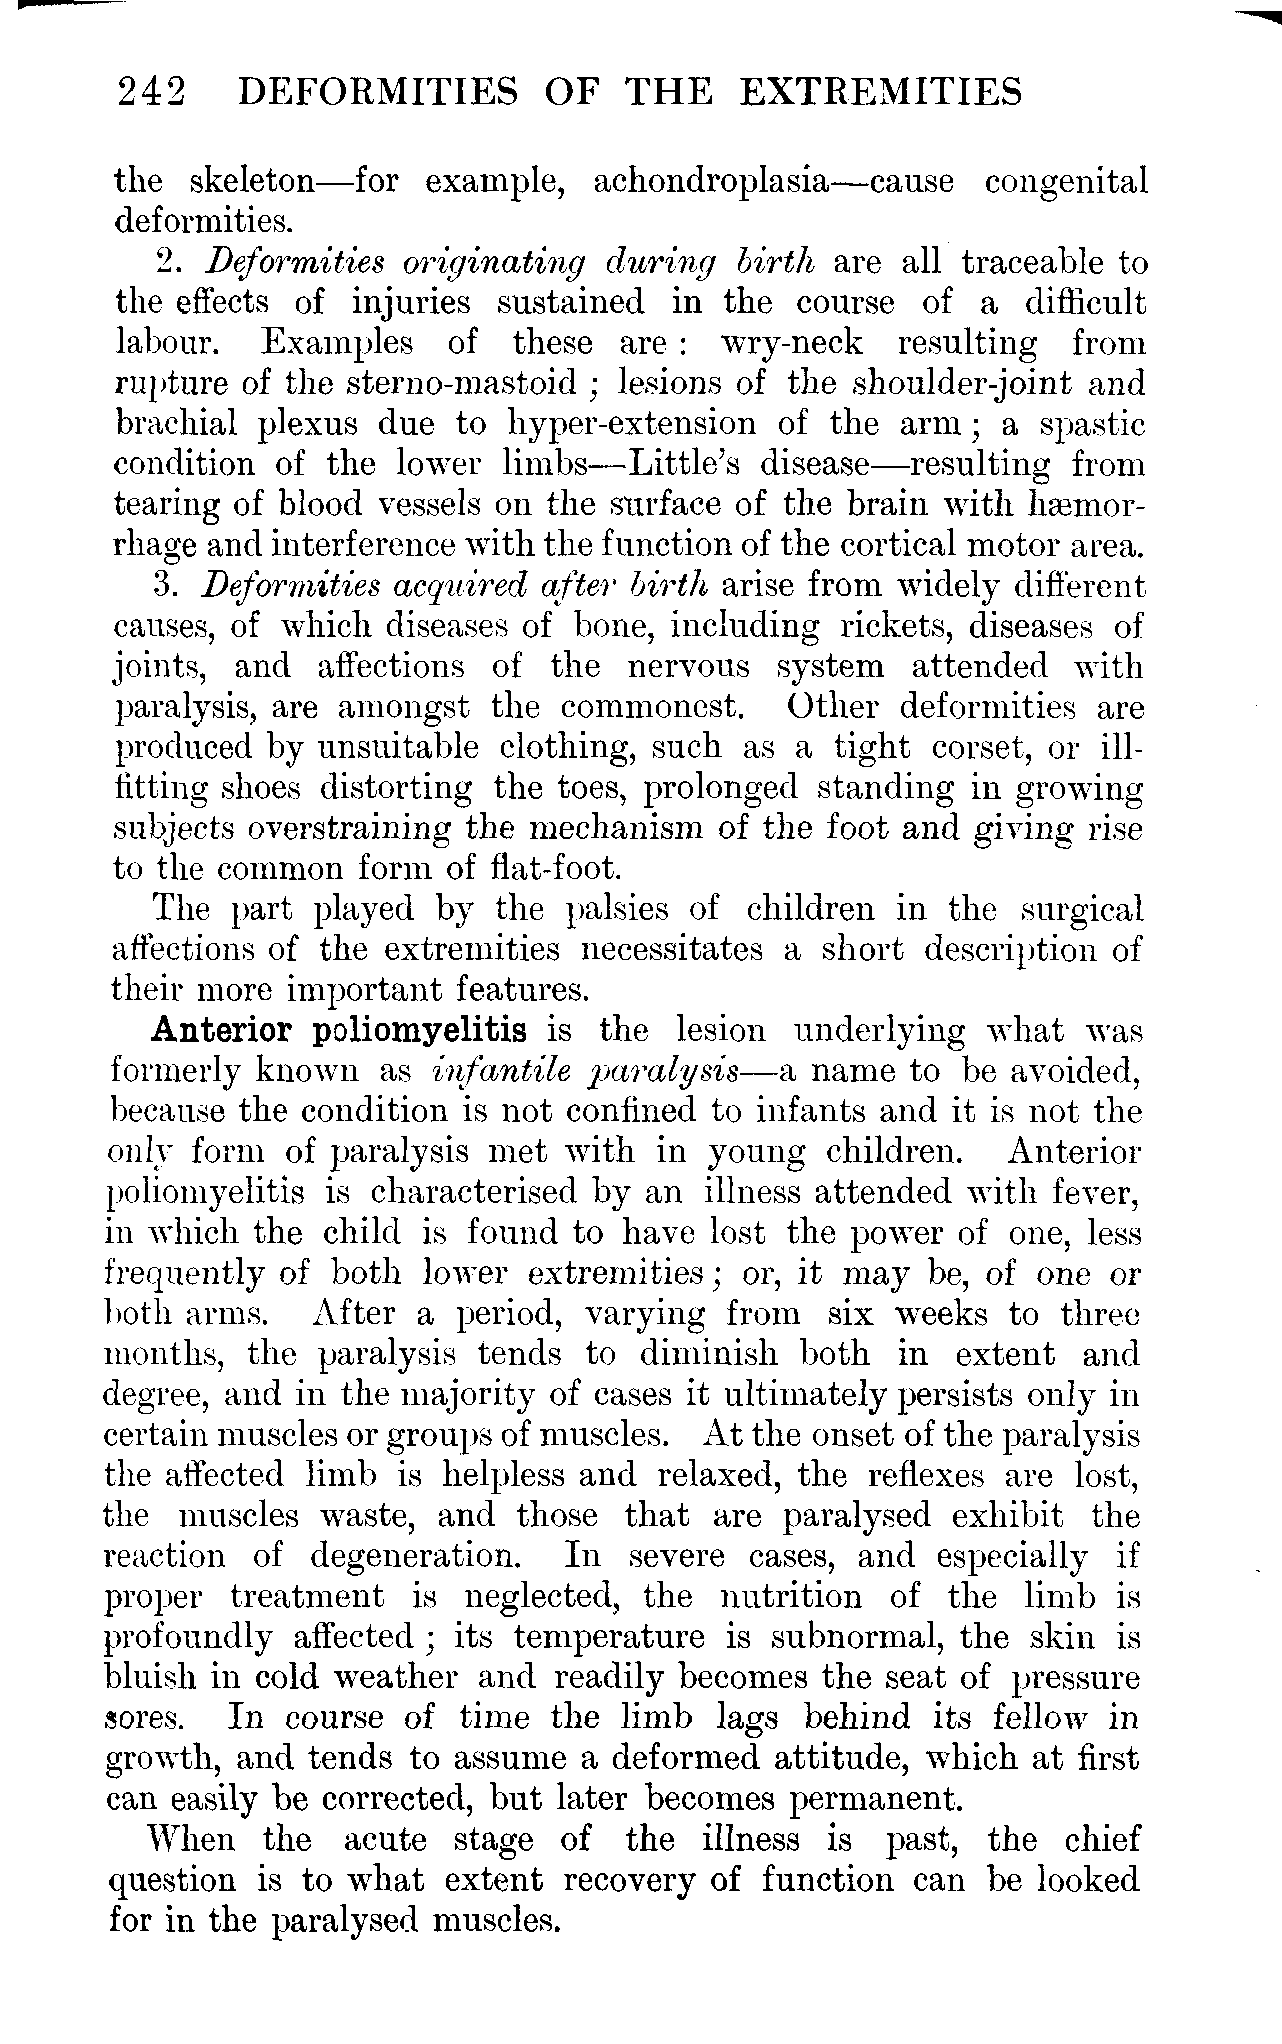 242 DEFORMITIES OF THE EXTREMITIES
the skeleton—for example, achondroplasia—cause congenital
deformities.
2. Deformities originating during birth are all traceable to
the effects of injuries sustained in the course of a difficult
labour. Examples of these are : wry-neck resulting from
rupture of the sterno-mastoid ; lesions of the shoulder-joint and
brachial plexus due to hyper-extension of the arm ; a spastic
condition of the lower limbs—Little's disease—resulting from
tearing of blood vessels on the surface of the brain with hæmor-
rhage and interference with the function of the cortical motor area.
3. Deformities acquired after birth arise from widely different
causes, of which diseases of bone, including rickets, diseases of
joints, and affections of the nervous system attended with
paralysis, are amongst the commonest. Other deformities are
produced by unsuitable clothing, such as a tight corset, or ill-
fitting shoes distorting the toes, prolonged standing in growing
subjects overstraining the mechanism of the foot and giving rise
to the common form of flat-foot.
The part played by the palsies of children in the surgical
affections of the extremities necessitates a short description of
their more important features.
Anterior poliomyelitis is the lesion underlying what was
formerly known as infantile paralysis—a name to be avoided,
because the condition is not confined to infants and it is not the
only form of paralysis met with in young children. Anterior
poliomyelitis is characterised by an illness attended with fever,
in which the child is found to have lost the power of one, less
frequently of both lower extremities ; or, it may be, of one or
both arms. After a period, varying from six weeks to three
months, the paralysis tends to diminish both in extent and
degree, and in the majority of cases it ultimately persists only in
certain muscles or groups of muscles. At the onset of the paralysis
the affected limb is helpless and relaxed, the reflexes are lost,
the muscles waste, and those that are paralysed exhibit the
reaction of degeneration. In severe cases, and especially if
proper treatment is neglected, the nutrition of the limb is
profoundly affected ; its temperature is subnormal, the skin is
bluish in cold weather and readily becomes the seat of pressure
sores. In course of time the limb lags behind its fellow in
growth, and tends to assume a deformed attitude, which at first
can easily be corrected, but later becomes permanent.
When the acute stage of the illness is past, the chief
question is to what extent recovery of function can be looked
for in the paralysed muscles.